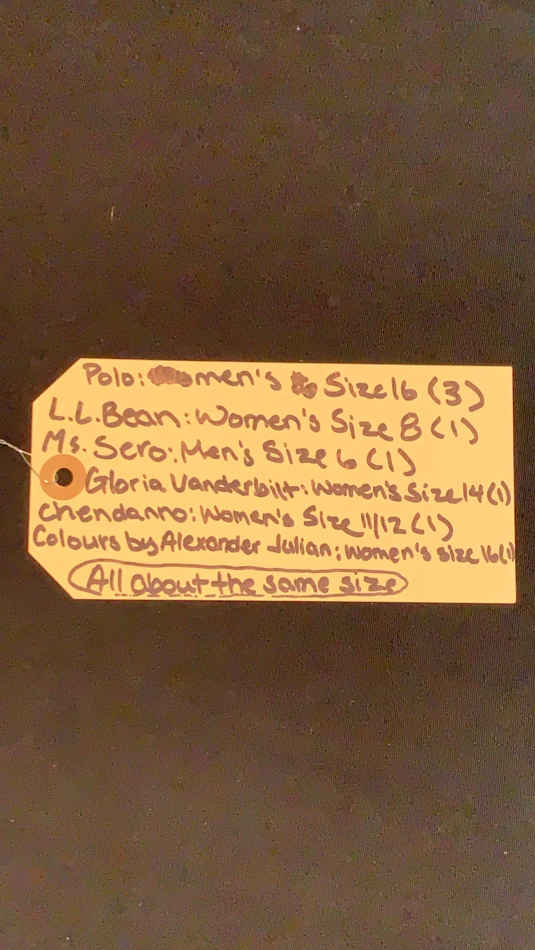 Polo: men's Size 16 (3)
L.L.Bean: Women's Size 8 (1)
Ms. Sero: Men's Size 6 (1)
Gloria Vanderbilt: Women's Size 14 (1)
Chendanno: Women's Size 11/12 (1)
Colours by Alexander Julian: Women's size 16 (1)
All about the same size